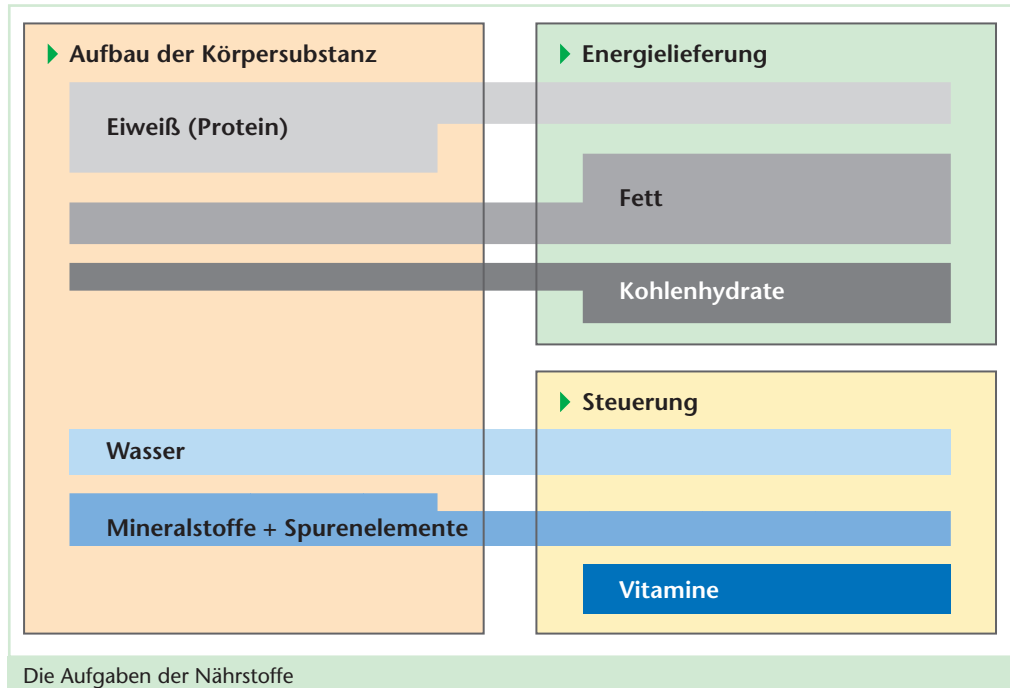 Aufbau der Körpersubstanz
Eiweiß (Protein)
Energielieferung
Fett
Kohlenhydrate
Wasser
Mineralstoffe + Spurenelemente
Steuerung
Vitamine
Die Aufgaben der Nährstoffe